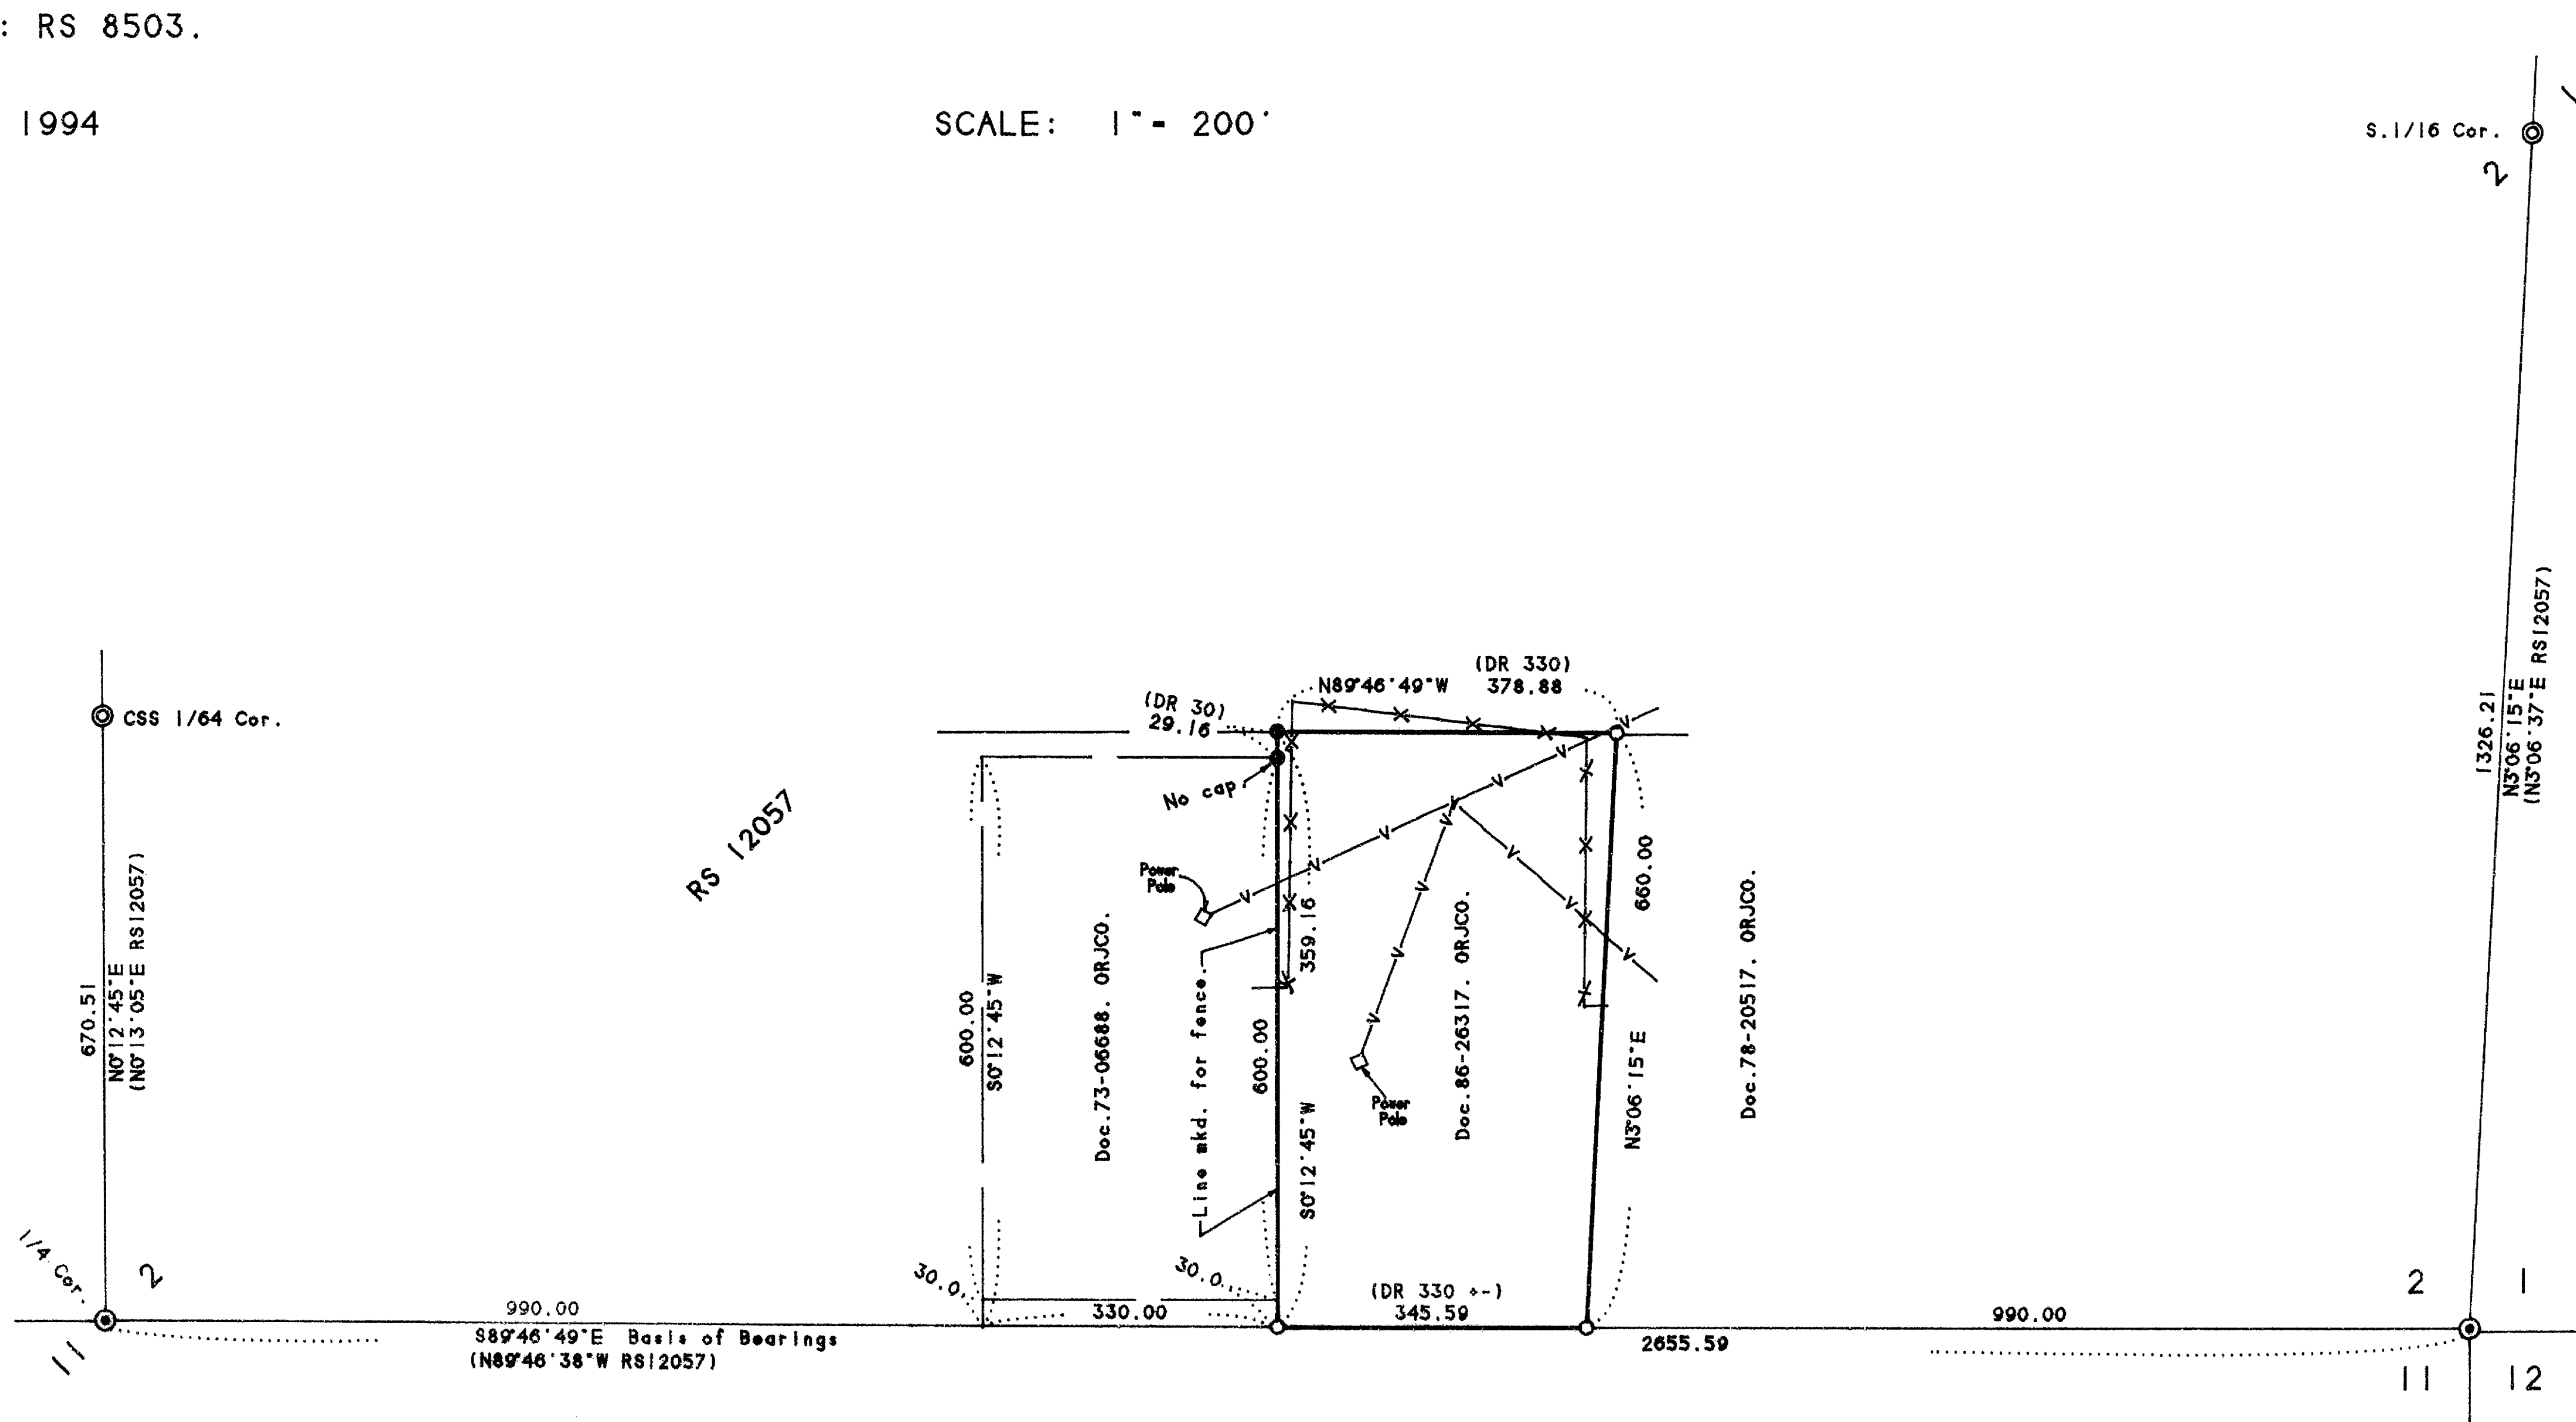 : RS 8503.
1994
SCALE: 1"= 200'
S.1/16 Cor.
2
1326.21
N3°06'15"E
(N3°06'37"E RS12057)
CSS 1/64 Cor.
670.51
N0°12'45"E
(N0°13'05"E RS12057)
RS 12057
(DR 30)
29.16
N89°46'49"W
(DR 330)
378.88
No cap
Power
Pole
600.00
S0°12'45"W
Doc.73-06688. ORJCO.
Line mkd. for fence.
359.16
600.00
S0°12'45"W
Doc.86-26317. ORJCO.
Power
Pole
660.00
N3°06'15"E
Doc.78-20517. ORJCO.
1/4 Cor.
2
11
990.00
S89°46'49"E Basis of Bearings
(N89°46'38"W RS12057)
30.0
30.0
330.00
(DR 330 +-)
345.59
2655.59
990.00
2
1
11
12